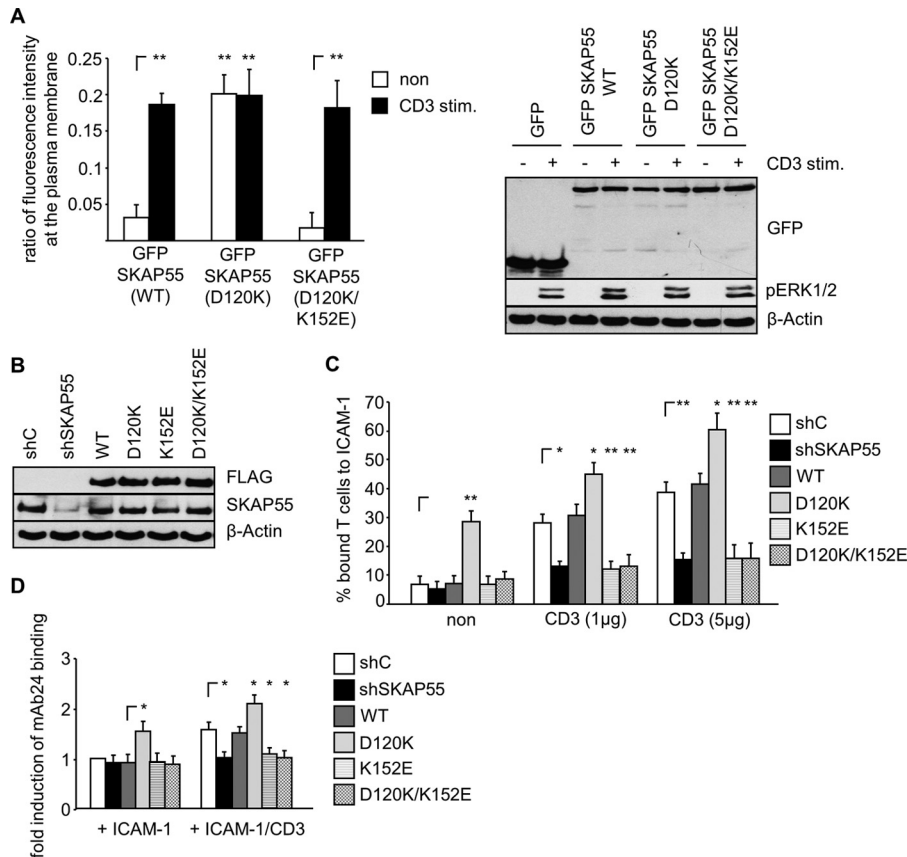 A
ratio of fluorescence intensity
at the plasma membrane
0.25
0.2
0.15
0.1
0.05
**
** **
**
non
CD3 stim.
GFP
SKAP55
(WT)
GFP
SKAP55
(D120K)
GFP
SKAP55
(D120K/
K152E)
GFP
GFP SKAP55
WT
GFP SKAP55
D120K
GFP SKAP55
D120K/K152E
- + - + - + - + CD3 stim.
GFP
pERK1/2
β-Actin
B
shC
shSKAP55
WT
D120K
K152E
D120K/K152E
FLAG
SKAP55
β-Actin
C
% bound T cells to ICAM-1
70
60
50
40
30
20
10
0
**
* * ** **
** * ** **
non
CD3 (1μg)
CD3 (5μg)
shC
shSKAP55
WT
D120K
K152E
D120K/K152E
D
fold induction of mAb24 binding
3
2
1
0
*
* * * *
+ ICAM-1
+ ICAM-1/CD3
shC
shSKAP55
WT
D120K
K152E
D120K/K152E